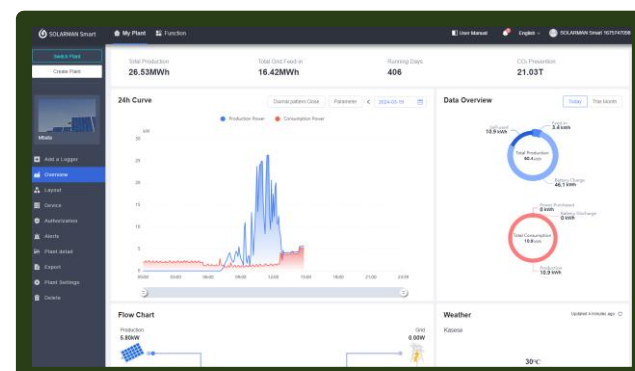 SOLARMAN Smart
My Plant
Function
User Manual
English
SOLARMAN Smart
Switch Plant
Create Plant
Add a Logger
Overview
Layout
Device
Authorization
Alerts
Plant detail
Export
Plant Settings
Delete
Total Production
26.53MWh
Total Grid Feed-in
16.42MWh
Running Days
406
CO₂ Prevention
21.03T
24h Curve
Parameter
Production Power
Consumption Power
kW
30
25
20
15
10
5
0
00:00 03:00 06:00 09:00 12:00 15:00 18:00 21:00 24:00
Data Overview
Today
This Month
Self-used
10.9 kWh
Feed-in
3.4 kWh
Total Production
Battery Charge
46.1 kWh
Power Purchased
0 kWh
Battery Discharge
0 kWh
Total Consumption
10.9 kWh
Production
10.9 kWh
Flow Chart
Production
5.80kW
Grid
0.00W
Weather
Updated 4 minutes ago
Kasese
30°C